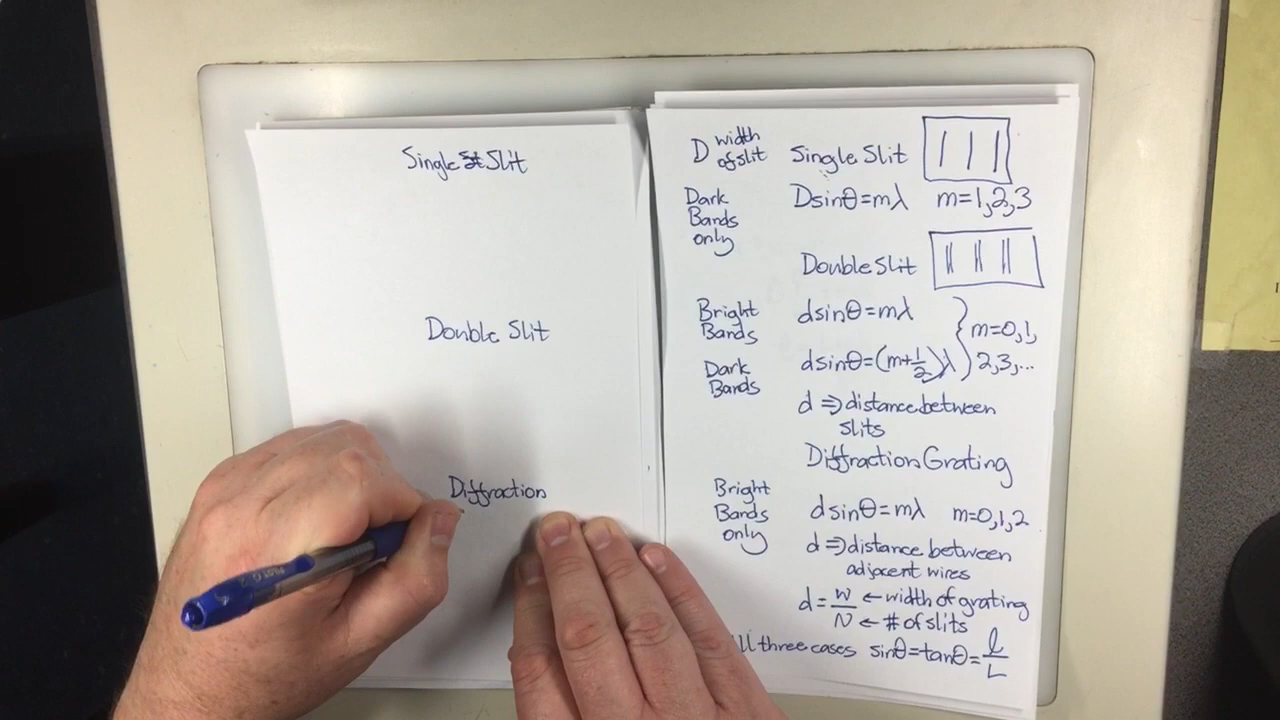 Single Slit
Double Slit
Diffraction
D width
of slit
Single Slit
Dark
Bands
only
Dsinθ=mλ m=1,2,3
Double Slit
Bright
Bands
dsinθ=mλ
Dark
Bands
dsinθ=(m+1/2)λ
} m=0,1,
2,3,...
d ⇒ distance between
slits
Diffraction Grating
Bright
Bands
only
dsinθ=mλ m=0,1,2
d ⇒ distance between
adjacent wires
d = W ← width of grating
N ← # of slits
ll three cases sinθ=tanθ=l/L